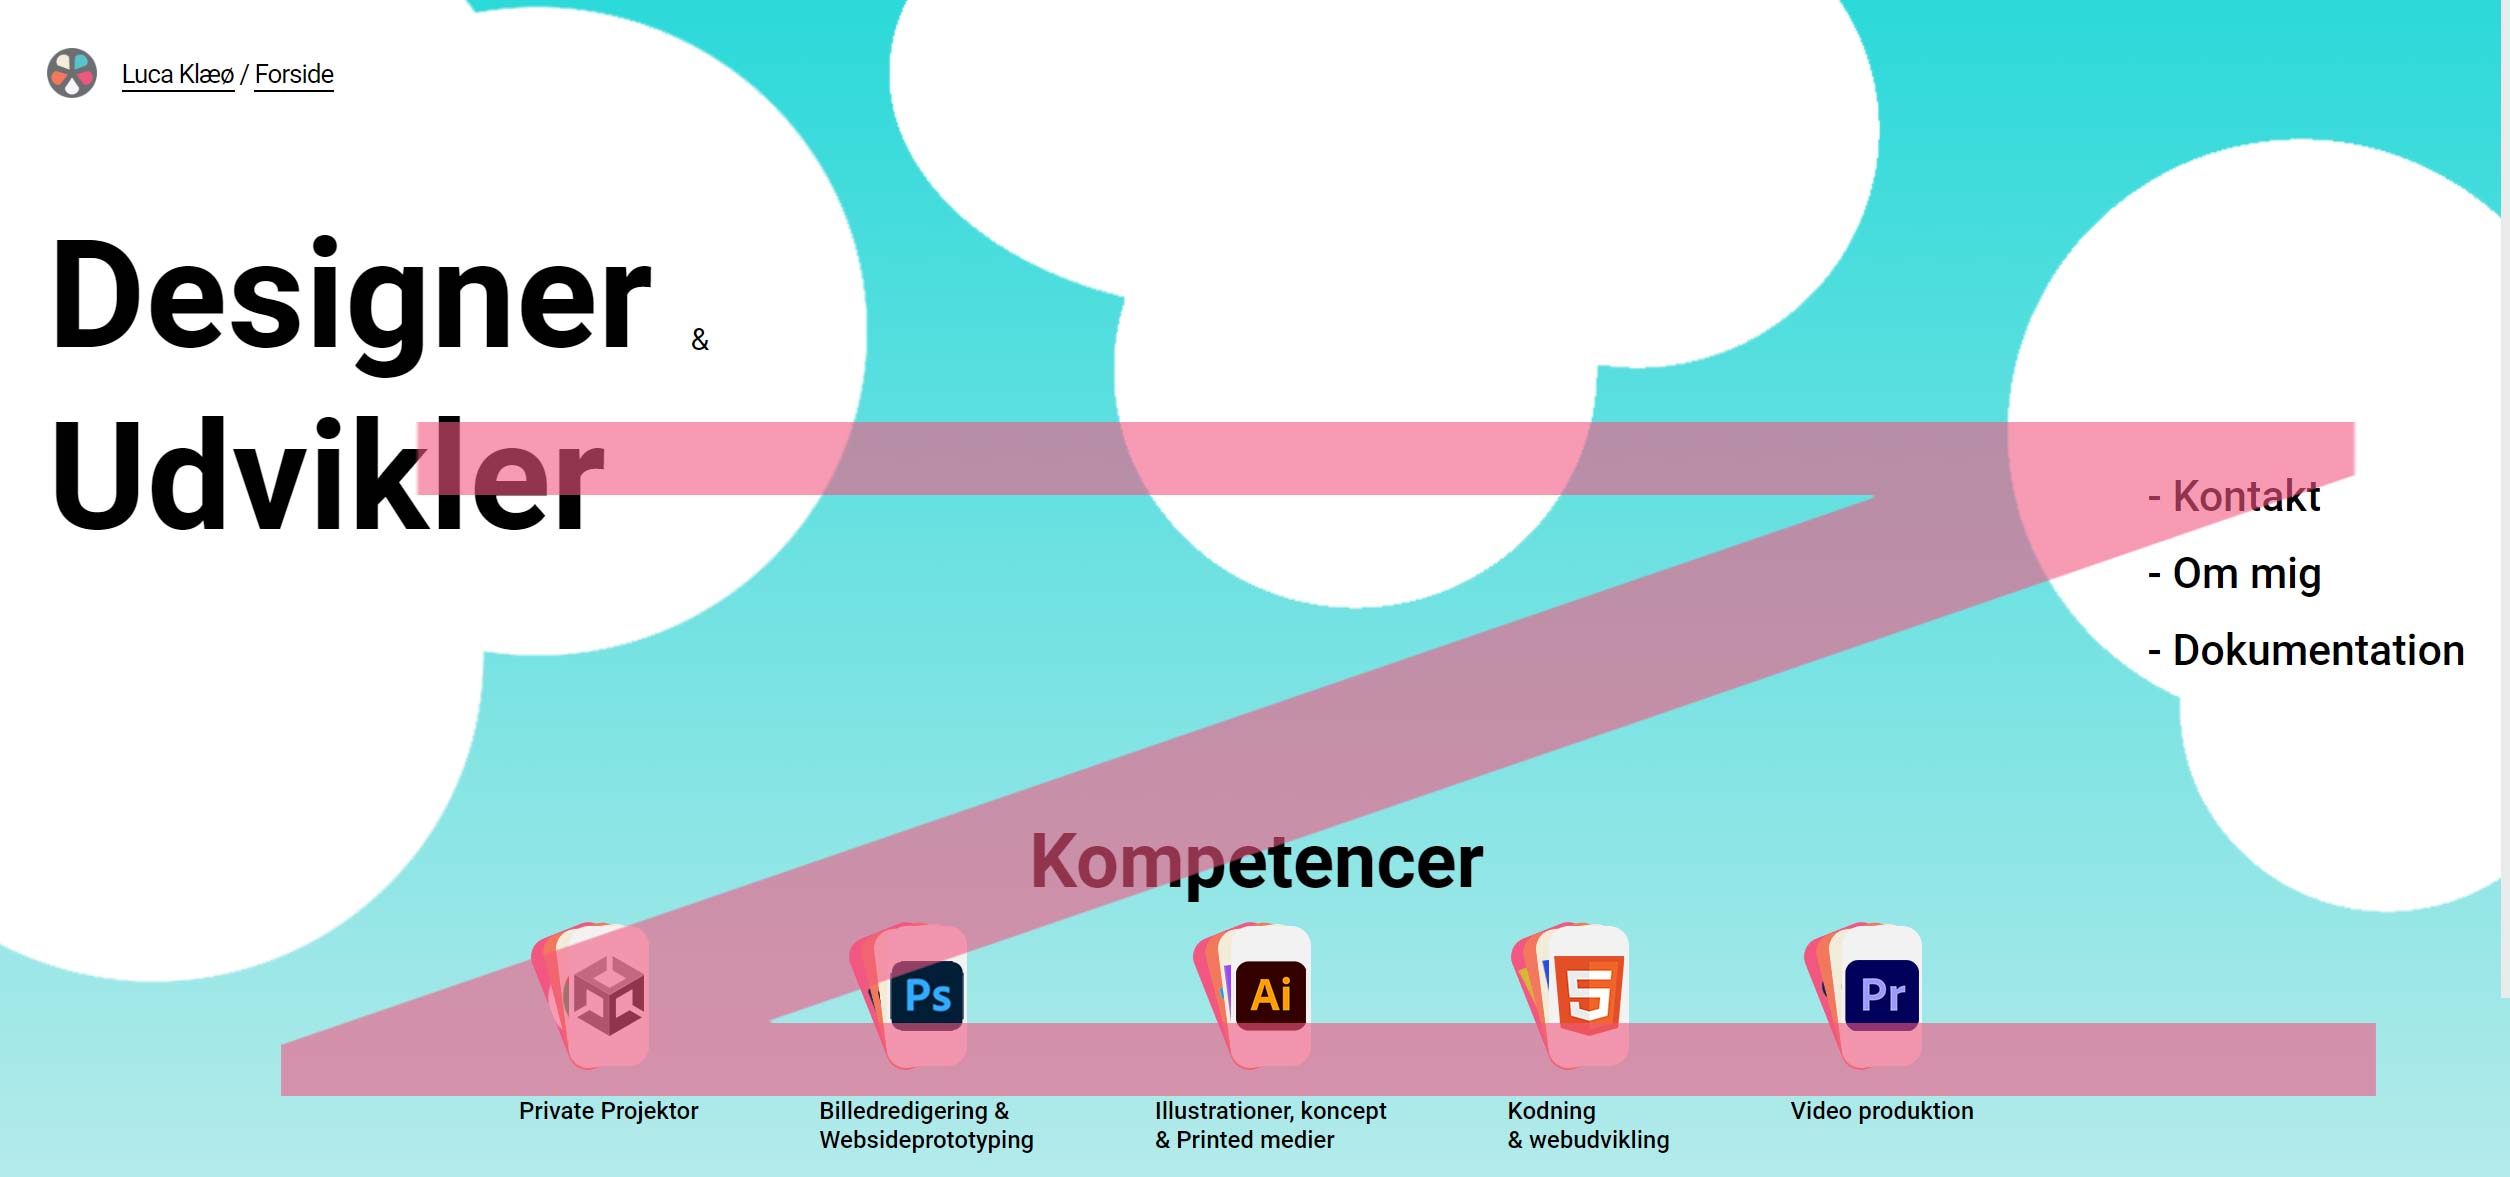 Luca Klæø / Forside
Designer &
Udvikler
- Kontakt
- Om mig
- Dokumentation
Kompetencer
Ps
Ai
5
Pr
Private Projektor
Billedredigering &
Websideprototyping
Illustrationer, koncept
& Printed medier
Kodning
& webudvikling
Video produktion